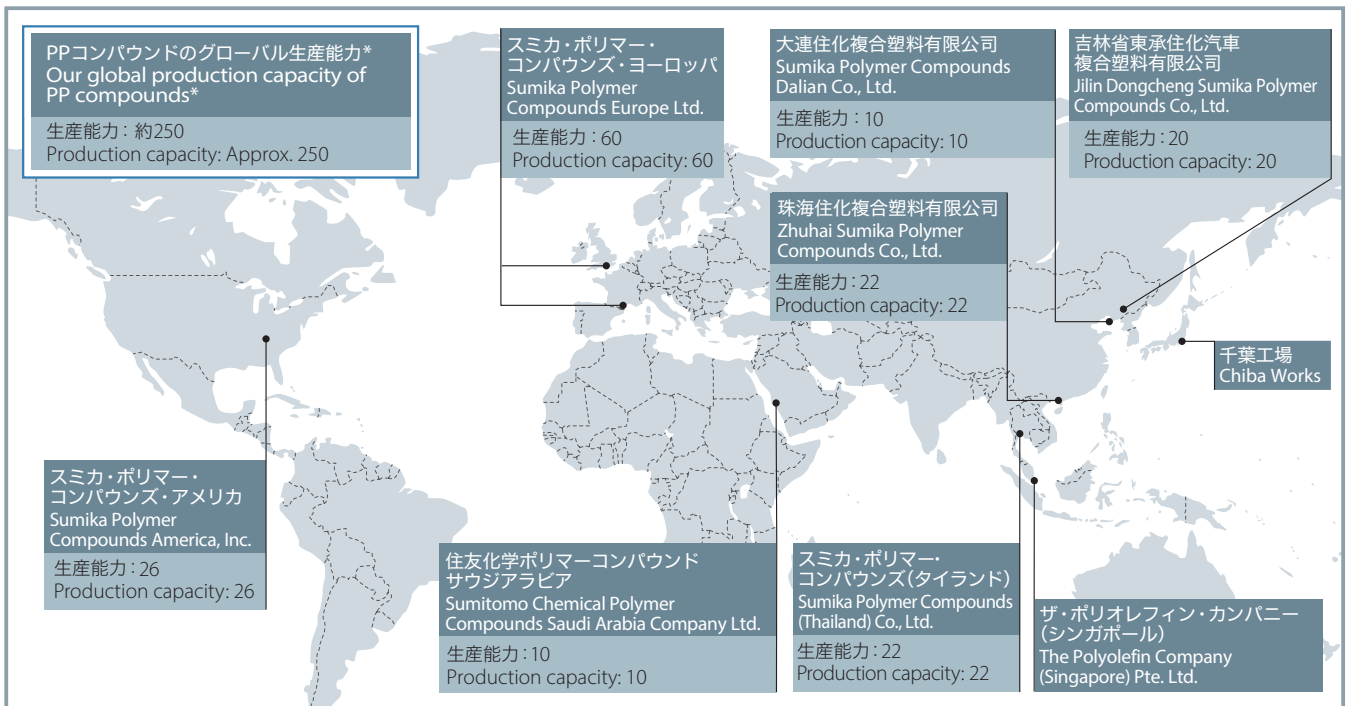 PPコンパウンドのグローバル生産能力*
Our global production capacity of
PP compounds*
生産能力：約250
Production capacity: Approx. 250
スミカ・ポリマー・
コンパウンズ・ヨーロッパ
Sumika Polymer
Compounds Europe Ltd.
生産能力：60
Production capacity: 60
大連住化複合塑料有限公司
Sumika Polymer Compounds
Dalian Co., Ltd.
生産能力：10
Production capacity: 10
吉林省東承住化汽車
複合塑料有限公司
Jilin Dongcheng Sumika Polymer
Compounds Co., Ltd.
生産能力：20
Production capacity: 20
珠海住化複合塑料有限公司
Zhuhai Sumika Polymer
Compounds Co., Ltd.
生産能力：22
Production capacity: 22
千葉工場
Chiba Works
スミカ・ポリマー・
コンパウンズ・アメリカ
Sumika Polymer
Compounds America, Inc.
生産能力：26
Production capacity: 26
住友化学ポリマーコンパウンド
サウジアラビア
Sumitomo Chemical Polymer
Compounds Saudi Arabia Company Ltd.
生産能力：10
Production capacity: 10
スミカ・ポリマー・
コンパウンズ（タイランド）
Sumika Polymer Compounds
(Thailand) Co., Ltd.
生産能力：22
Production capacity: 22
ザ・ポリオレフィン・カンパニー
（シンガポール）
The Polyolefin Company
(Singapore) Pte. Ltd.